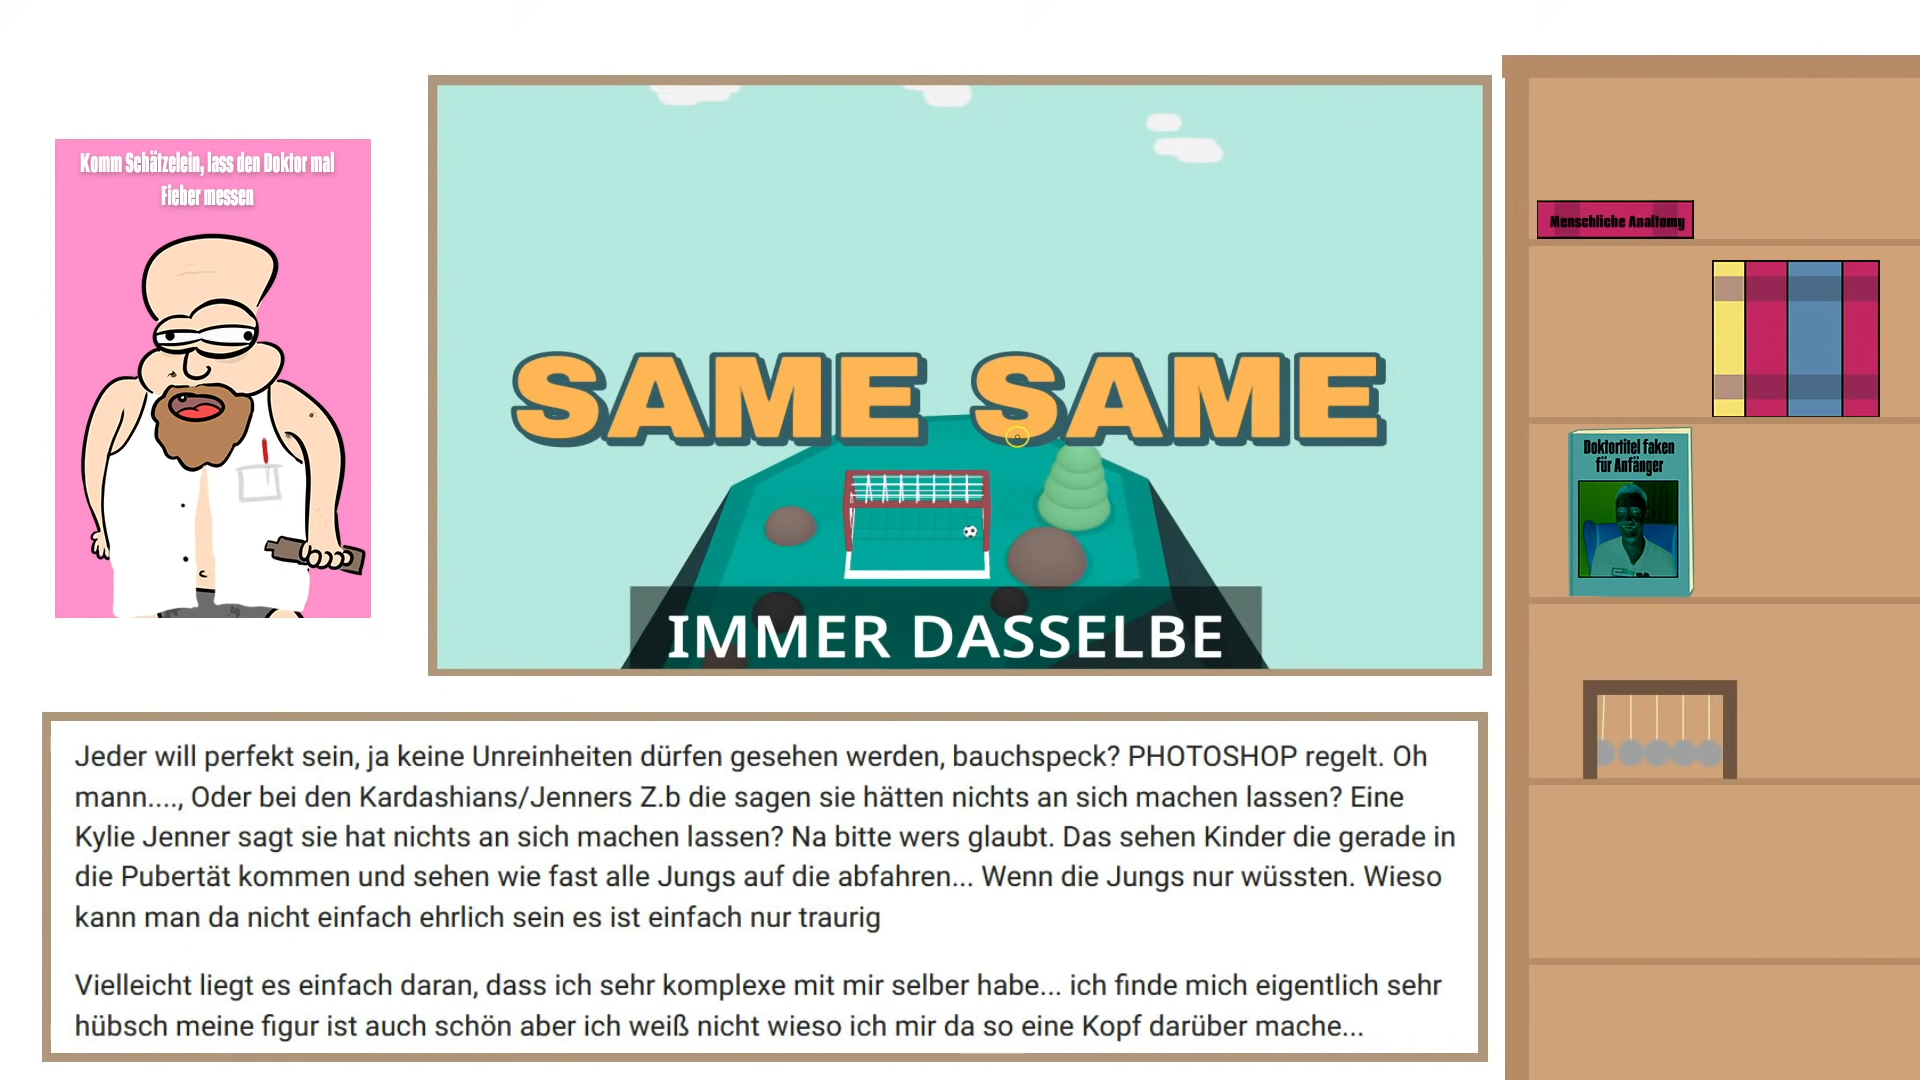 Komm Schätzelein, lass den Doktor mal
Fieber messen
SAME SAME
IMMER DASSELBE
Menschliche Analtomy
Doktortitel faken
für Anfänger
Jeder will perfekt sein, ja keine Unreinheiten dürfen gesehen werden, bauchspeck? PHOTOSHOP regelt. Oh
mann...., Oder bei den Kardashians/Jenners Z.b die sagen sie hätten nichts an sich machen lassen? Eine
Kylie Jenner sagt sie hat nichts an sich machen lassen? Na bitte wers glaubt. Das sehen Kinder die gerade in
die Pubertät kommen und sehen wie fast alle Jungs auf die abfahren... Wenn die Jungs nur wüssten. Wieso
kann man da nicht einfach ehrlich sein es ist einfach nur traurig
Vielleicht liegt es einfach daran, dass ich sehr komplexe mit mir selber habe... ich finde mich eigentlich sehr
hübsch meine figur ist auch schön aber ich weiß nicht wieso ich mir da so eine Kopf darüber mache...